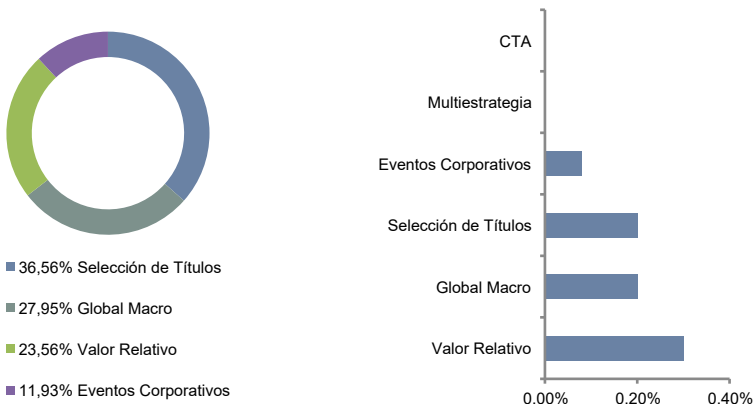 36,56% Selección de Títulos
27,95% Global Macro
23,56% Valor Relativo
11,93% Eventos Corporativos
CTA
Multiestrategia
Eventos Corporativos
Selección de Títulos
Global Macro
Valor Relativo
0.00% 0.20% 0.40%